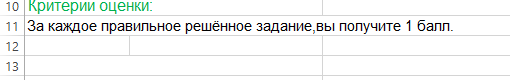 10 Критерии оценки:
11 За каждое правильное решённое задание,вы получите 1 балл.
12
13